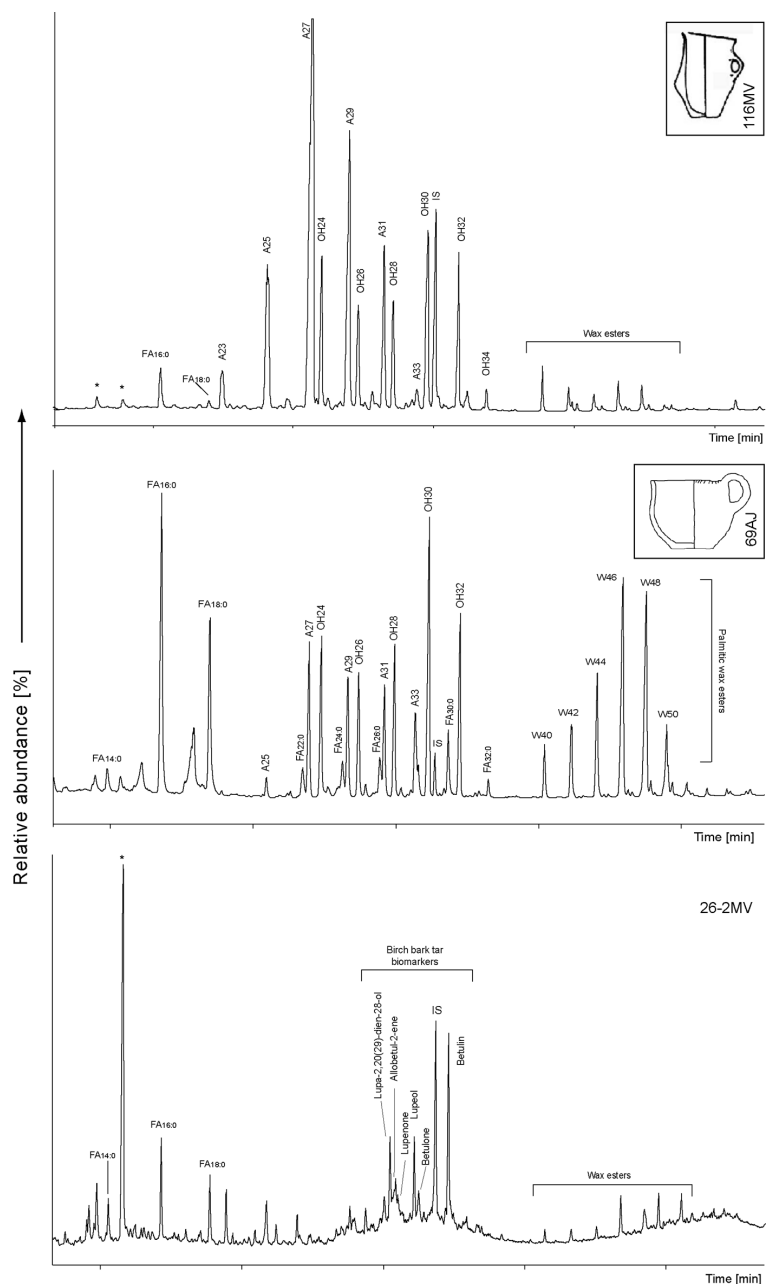 A27
A29
OH30
IS
A25
OH24
A31
OH32
OH26
OH28
FA16:0
FA18:0
A23
A33
OH34
Wax esters
*
*
116MV
Time [min]
Relative abundance [%]
FA16:0
OH30
FA18:0
A27
OH24
A29
OH26
A31
OH28
OH32
A33
FA14:0
A25
FA22:0
FA24:0
FA26:0
IS
FA30:0
FA32:0
W40
W42
W44
W46
W48
W50
Palmitic wax esters
69AJ
Time [min]
*
26-2MV
Birch bark tar
biomarkers
Lupa-2,20(29)-dien-28-ol
Allobetul-2-ene
Lupenone
Lupeol
Betulone
IS
Betulin
FA14:0
FA16:0
FA18:0
Wax esters
Time [min]